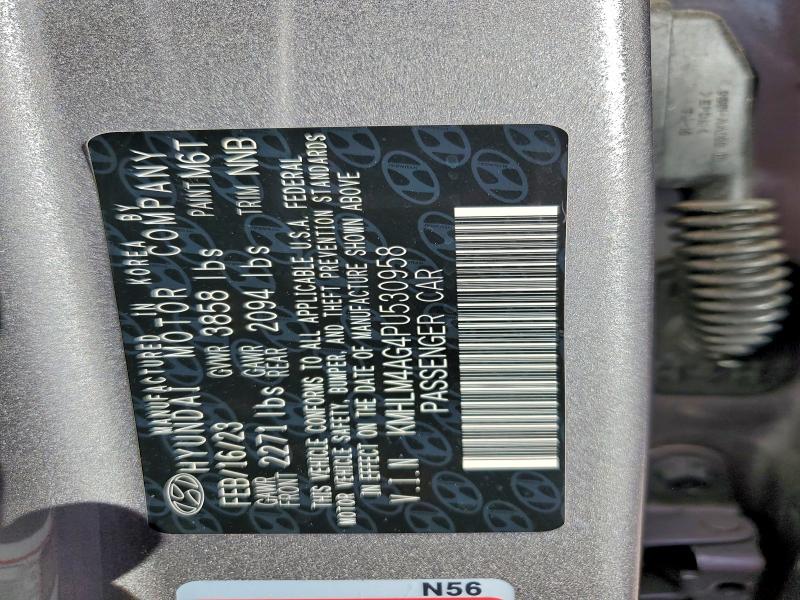 MANUFACTURED IN KOREA BY
HYUNDAI MOTOR COMPANY
FEB/16/23 GVWR 3858 lbs PAINT M6T
GAWR FRONT 2271 lbs GAWR REAR 2094 lbs TRIM NNB
THIS VEHICLE CONFORMS TO ALL APPLICABLE U.S.A. FEDERAL
MOTOR VEHICLE SAFETY, BUMPER, AND THEFT PREVENTION STANDARDS
IN EFFECT ON THE DATE OF MANUFACTURE SHOWN ABOVE
V.I.N KMHLM4AG4PU530958
PASSENGER CAR
N56